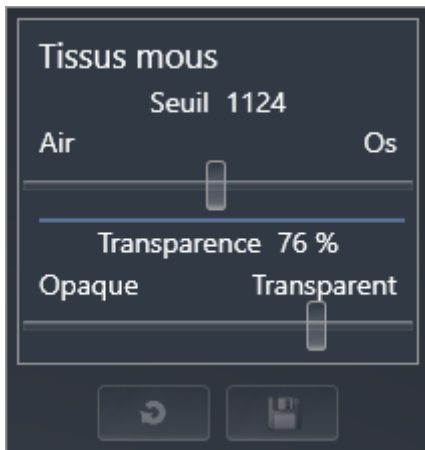 Tissus mous
Seuil 1124
Air Os
Transparence 76 %
Opaque Transparent